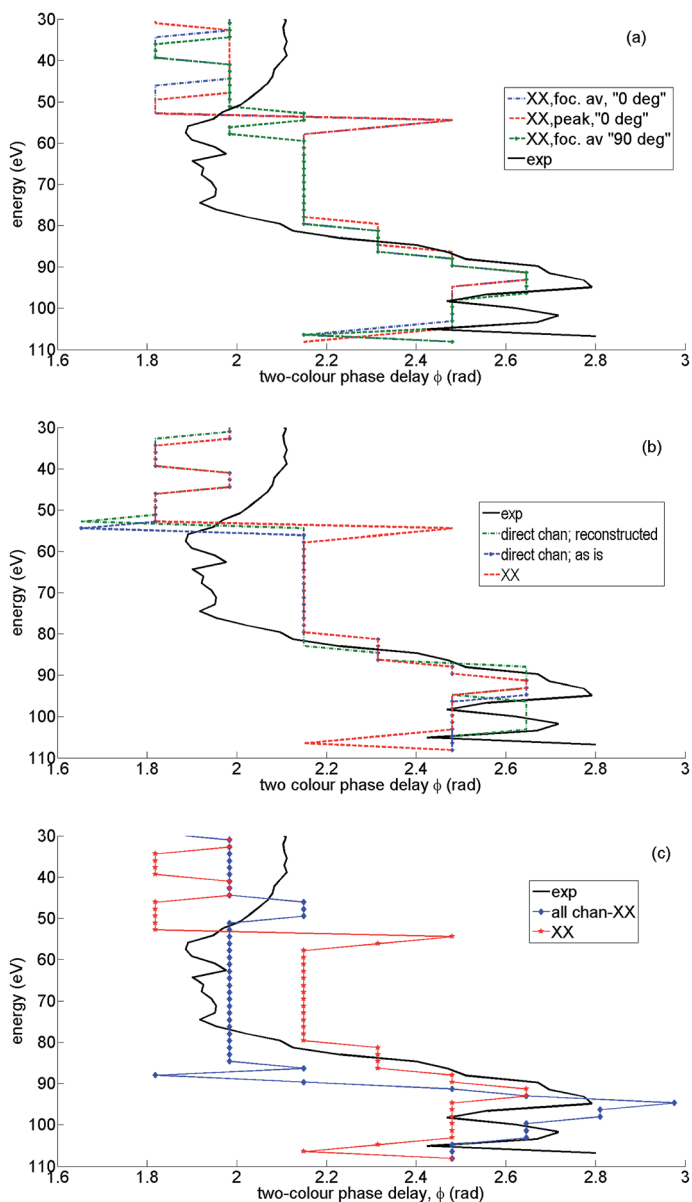 30
40
50
60
70
80
90
100
110
energy (eV)
(a)
XX,foc. av, "0 deg"
XX,peak,"0 deg"
XX,foc. av "90 deg"
exp
1.6
1.8
2
2.2
2.4
2.6
2.8
3
two-colour phase delay ϕ (rad)
30
40
50
60
70
80
90
100
110
energy (eV)
(b)
exp
direct chan; reconstructed
direct chan; as is
XX
1.6
1.8
2
2.2
2.4
2.6
2.8
3
two colour phase delay ϕ (rad)
30
40
50
60
70
80
90
100
110
energy (eV)
(c)
exp
all chan-XX
XX
1.6
1.8
2
2.2
2.4
2.6
2.8
3
two-colour phase delay, ϕ (rad)